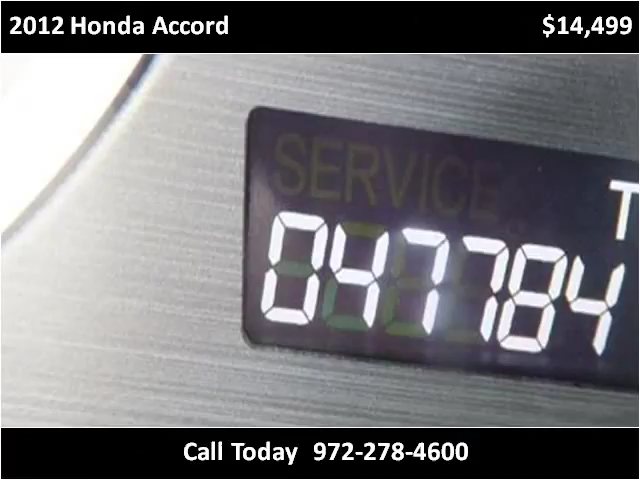 2012 Honda Accord $14,499
SERVICE
T
047784
Call Today 972-278-4600